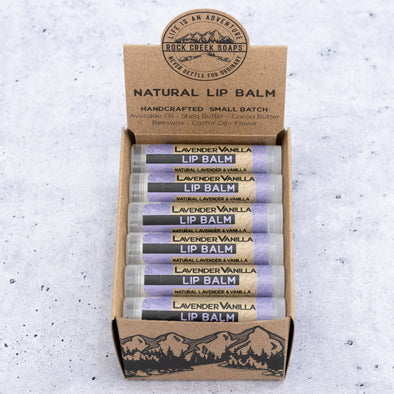 LIFE IS AN ADVENTURE
ROCK CREEK SOAPS
NEVER SETTLE FOR ORDINARY
NATURAL LIP BALM
HANDCRAFTED SMALL BATCH
Avocado Oil - Shea Butter - Cocoa Butter
Beeswax - Castor Oil - Flavor
LAVENDER VANILLA
LIP BALM
NATURAL LAVENDER & VANILLA
LAVENDER VANILLA
LIP BALM
NATURAL LAVENDER & VANILLA
LAVENDER VANILLA
LIP BALM
NATURAL LAVENDER & VANILLA
LAVENDER VANILLA
LIP BALM
NATURAL LAVENDER & VANILLA
LAVENDER VANILLA
LIP BALM
NATURAL LAVENDER & VANILLA
LAVENDER VANILLA
LIP BALM